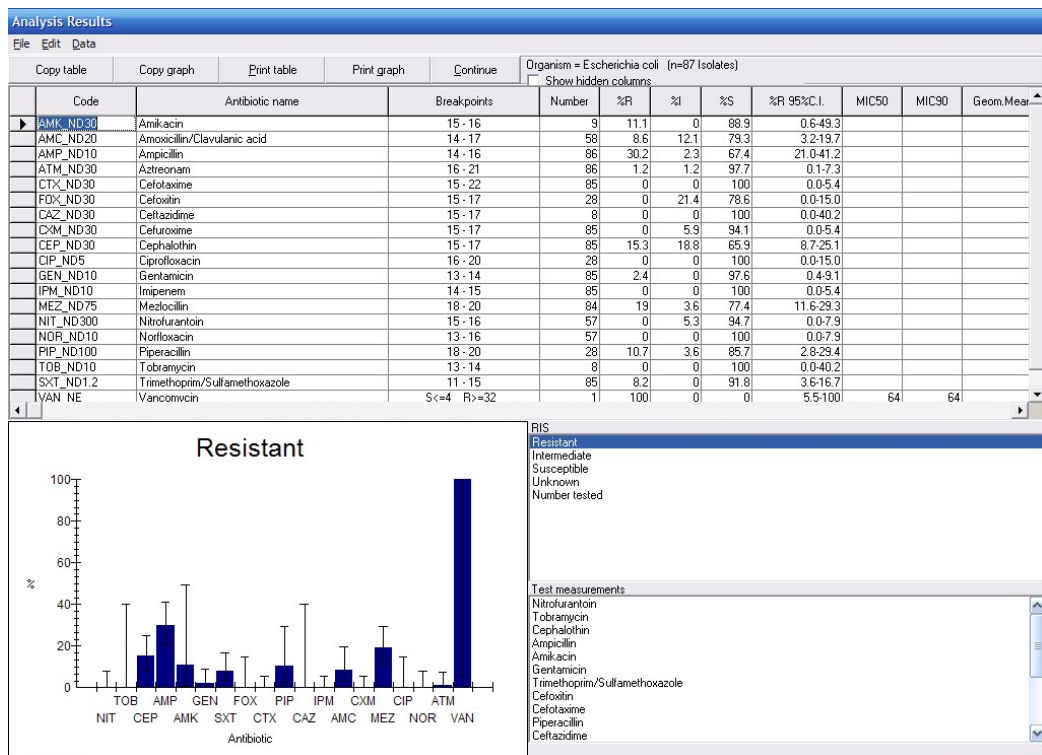 Analysis Results
File Edit Data
Copy table Copy graph Print table Print graph Continue Organism = Escherichia coli (n=87 Isolates)
Show hidden columns
Code Antibiotic name Breakpoints Number %R %I %S %R 95%C.I. MIC50 MIC90 Geom.Mear
AMK_ND30 Amikacin 15 - 16 9 11.1 0 88.9 0.6-49.3
AMC_ND20 Amoxicillin/Clavulanic acid 14 - 17 58 8.6 12.1 79.3 3.2-19.7
AMP_ND10 Ampicillin 14 - 16 86 30.2 2.3 67.4 21.0-41.2
ATM_ND30 Aztreonam 16 - 21 86 1.2 1.2 97.7 0.1-7.3
CTX_ND30 Cefotaxime 15 - 22 85 0 0 100 0.0-5.4
FOX_ND30 Cefoxitin 15 - 17 28 0 21.4 78.6 0.0-15.0
CAZ_ND30 Ceftazidime 15 - 17 8 0 0 100 0.0-40.2
CXM_ND30 Cefuroxime 15 - 17 85 0 5.9 94.1 0.0-5.4
CEP_ND30 Cephalothin 15 - 17 85 15.3 18.8 65.9 8.7-25.1
CIP_ND5 Ciprofloxacin 16 - 20 28 0 0 100 0.0-15.0
GEN_ND10 Gentamicin 13 - 14 85 2.4 0 97.6 0.4-9.1
IPM_ND10 Imipenem 14 - 15 85 0 0 100 0.0-5.4
MEZ_ND75 Mezlocillin 18 - 20 84 19 3.6 77.4 11.6-29.3
NIT_ND300 Nitrofurantoin 15 - 16 57 0 5.3 94.7 0.0-7.9
NOR_ND10 Norfloxacin 13 - 16 57 0 0 100 0.0-7.9
PIP_ND100 Piperacillin 18 - 20 28 10.7 3.6 85.7 2.8-29.4
TOB_ND10 Tobramycin 13 - 14 8 0 0 100 0.0-40.2
SXT_ND1.2 Trimethoprim/Sulfamethoxazole 11 - 15 85 8.2 0 91.8 3.6-16.7
VAN_NE Vancomycin S<=4 R>=32 1 100 0 0 5.5-100 64 64
Resistant
100
80
60
%
40
20
0
TOB AMP GEN FOX PIP IPM CXM CIP ATM
NIT CEP AMK SXT CTX CAZ AMC MEZ NOR VAN
Antibiotic
RIS
Resistant
Intermediate
Susceptible
Unknown
Number tested
Test measurements
Nitrofurantoin
Tobramycin
Cephalothin
Ampicillin
Amikacin
Gentamicin
Trimethoprim/Sulfamethoxazole
Cefoxitin
Cefotaxime
Piperacillin
Ceftazidime